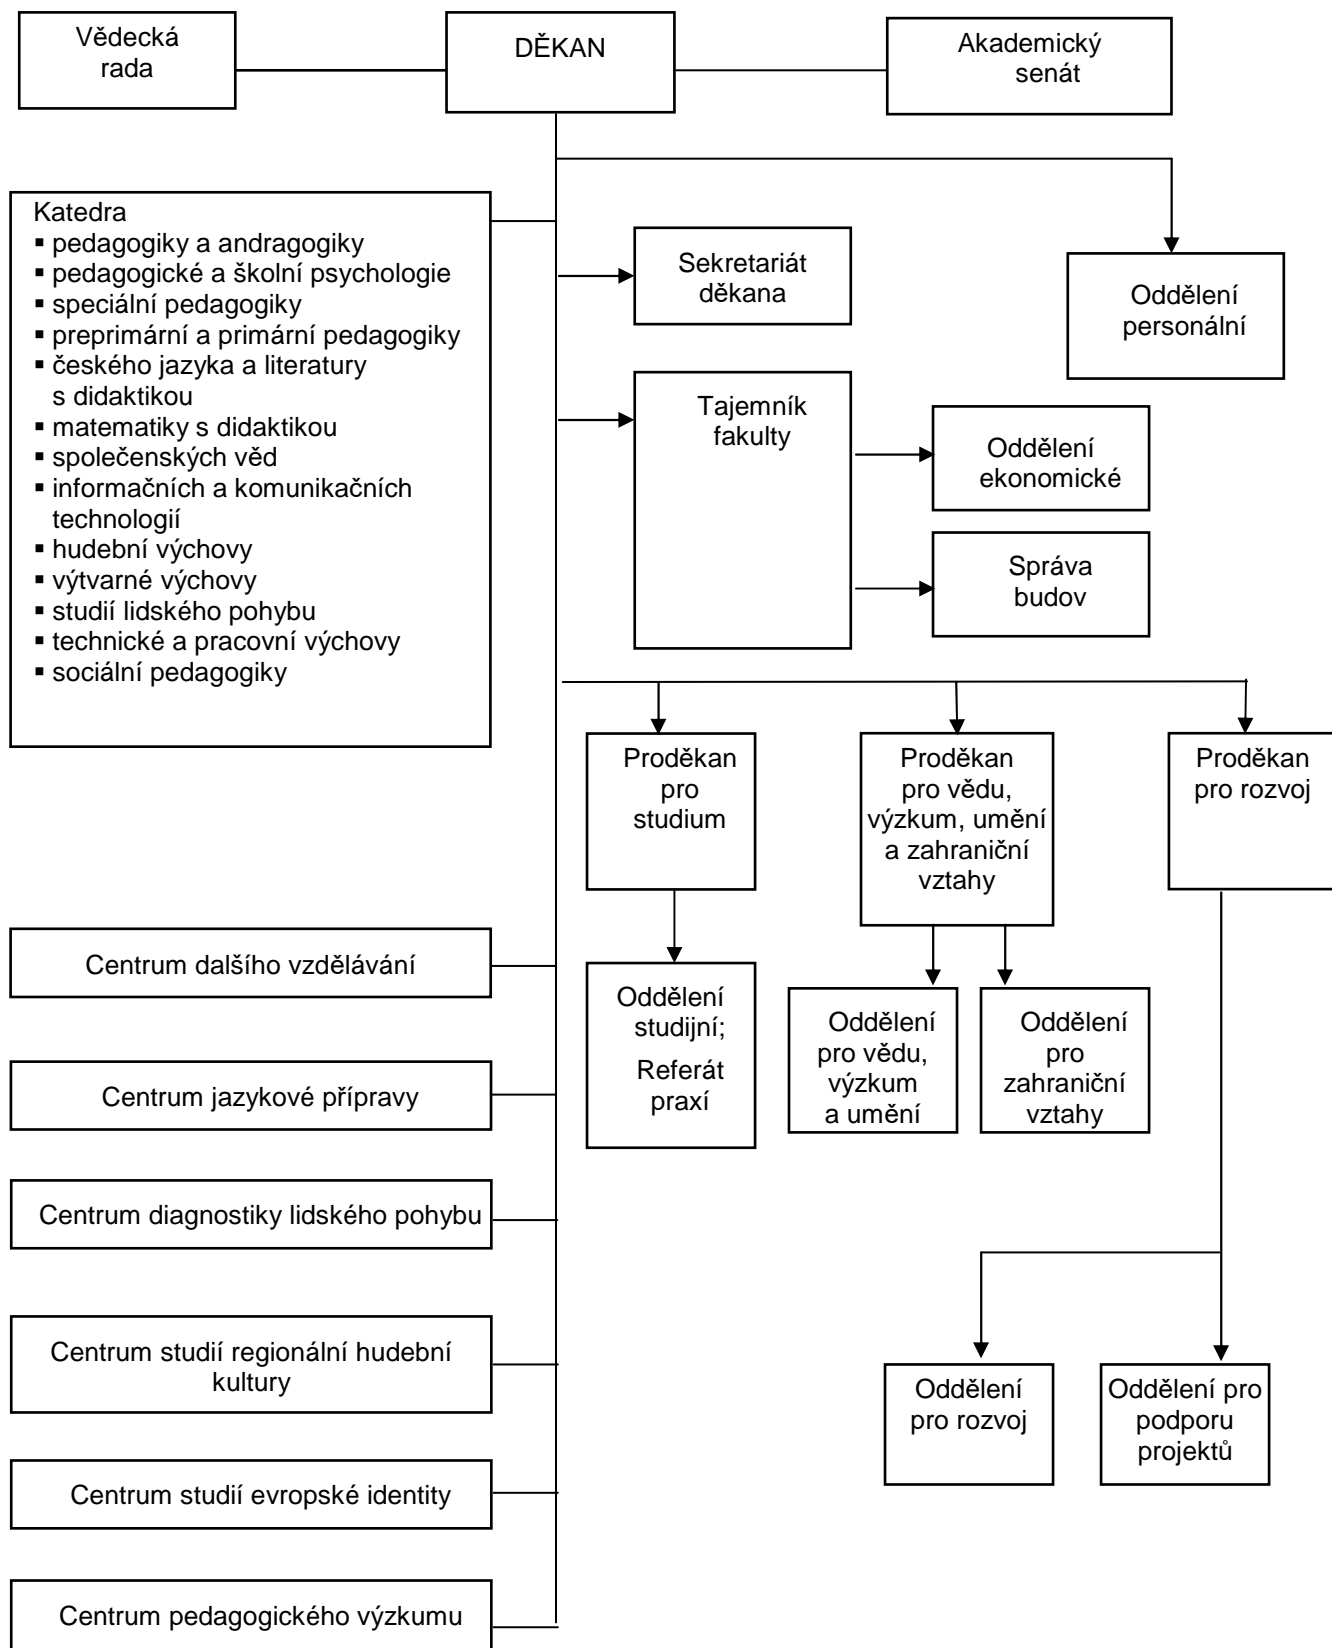 Vědecká
rada
DĚKAN
Akademický
senát
Katedra
▪ pedagogiky a andragogiky
▪ pedagogické a školní psychologie
▪ speciální pedagogiky
▪ preprimární a primární pedagogiky
▪ českého jazyka a literatury
s didaktikou
▪ matematiky s didaktikou
▪ společenských věd
▪ informačních a komunikačních
technologií
▪ hudební výchovy
▪ výtvarné výchovy
▪ studií lidského pohybu
▪ technické a pracovní výchovy
▪ sociální pedagogiky
Sekretariát
děkana
Oddělení
personální
Tajemník
fakulty
Oddělení
ekonomické
Správa
budov
Proděkan
pro
studium
Proděkan
pro vědu,
výzkum, umění
a zahraniční
vztahy
Proděkan
pro rozvoj
Oddělení
studijní;
Referát
praxí
Oddělení
pro vědu,
výzkum
a umění
Oddělení
pro
zahraniční
vztahy
Oddělení
pro rozvoj
Oddělení pro
podporu
projektů
Centrum dalšího vzdělávání
Centrum jazykové přípravy
Centrum diagnostiky lidského pohybu
Centrum studií regionální hudební
kultury
Centrum studií evropské identity
Centrum pedagogického výzkumu